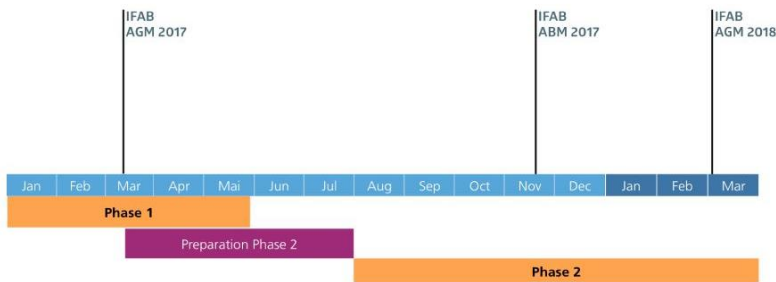 IFAB
AGM 2017
IFAB
ABM 2017
IFAB
AGM 2018
Jan Feb Mar Apr Mai Jun Jul Aug Sep Oct Nov Dec Jan Feb Mar
Phase 1
Preparation Phase 2
Phase 2